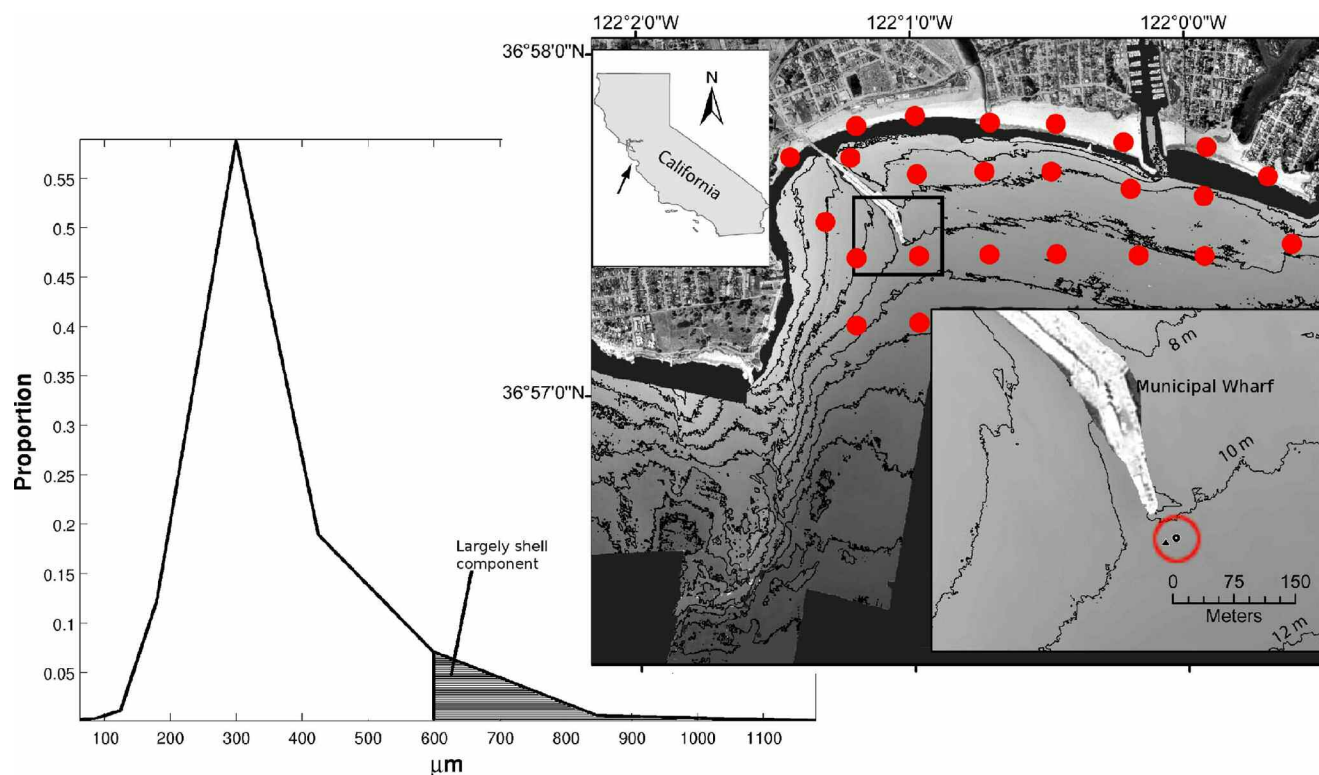 122°2'0"W
122°1'0"W
122°0'0"W
36°58'0"N
36°57'0"N
N
California
8 m
Municipal Wharf
10 m
0 75 150
Meters
12 m
Proportion
0.55
0.5
0.45
0.4
0.35
0.3
0.25
0.2
0.15
0.1
0.05
Largely shell
component
100 200 300 400 500 600 700 800 900 1000 1100
μm